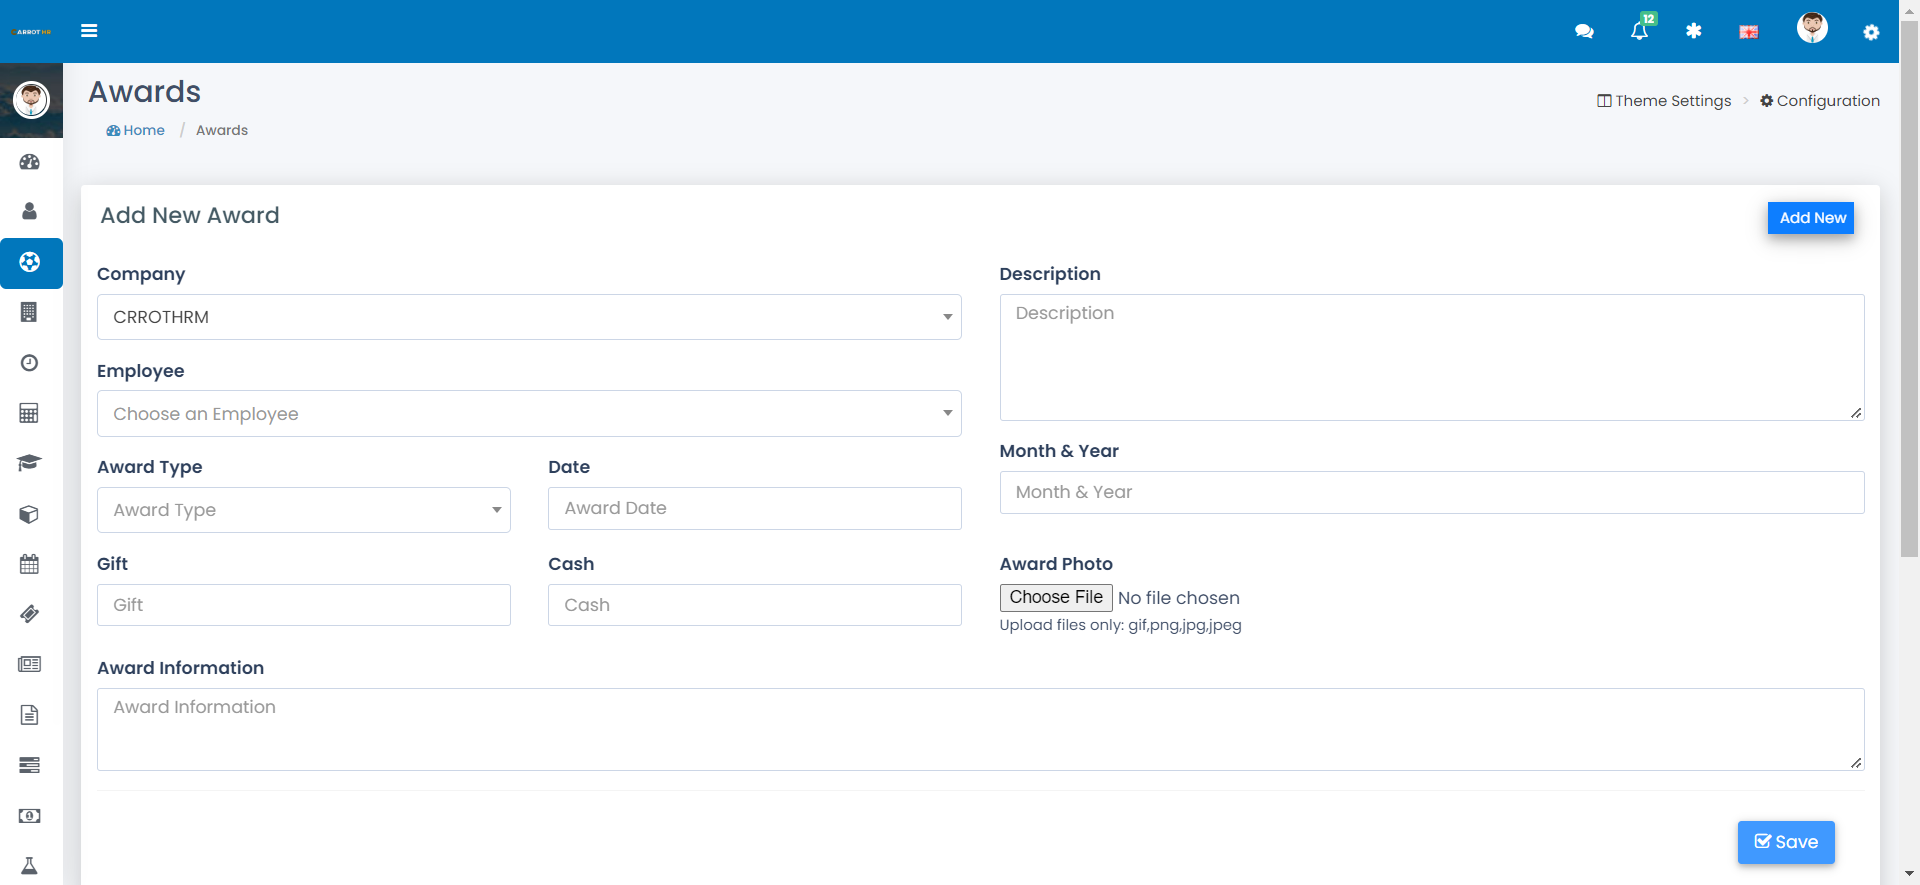 ARROT HR
12
Awards
Theme Settings > Configuration
Home / Awards
Add New Award
Add New
Company
Description
CRROTHRM
Description
Employee
Choose an Employee
Month & Year
Award Type
Date
Month & Year
Award Type
Award Date
Gift
Cash
Award Photo
Gift
Cash
Choose File No file chosen
Upload files only: gif,png,jpg,jpeg
Award Information
Award Information
Save